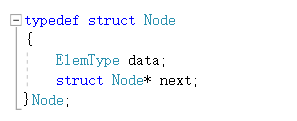 typedef struct Node
{
    ElemType data;
    struct Node* next;
}Node;